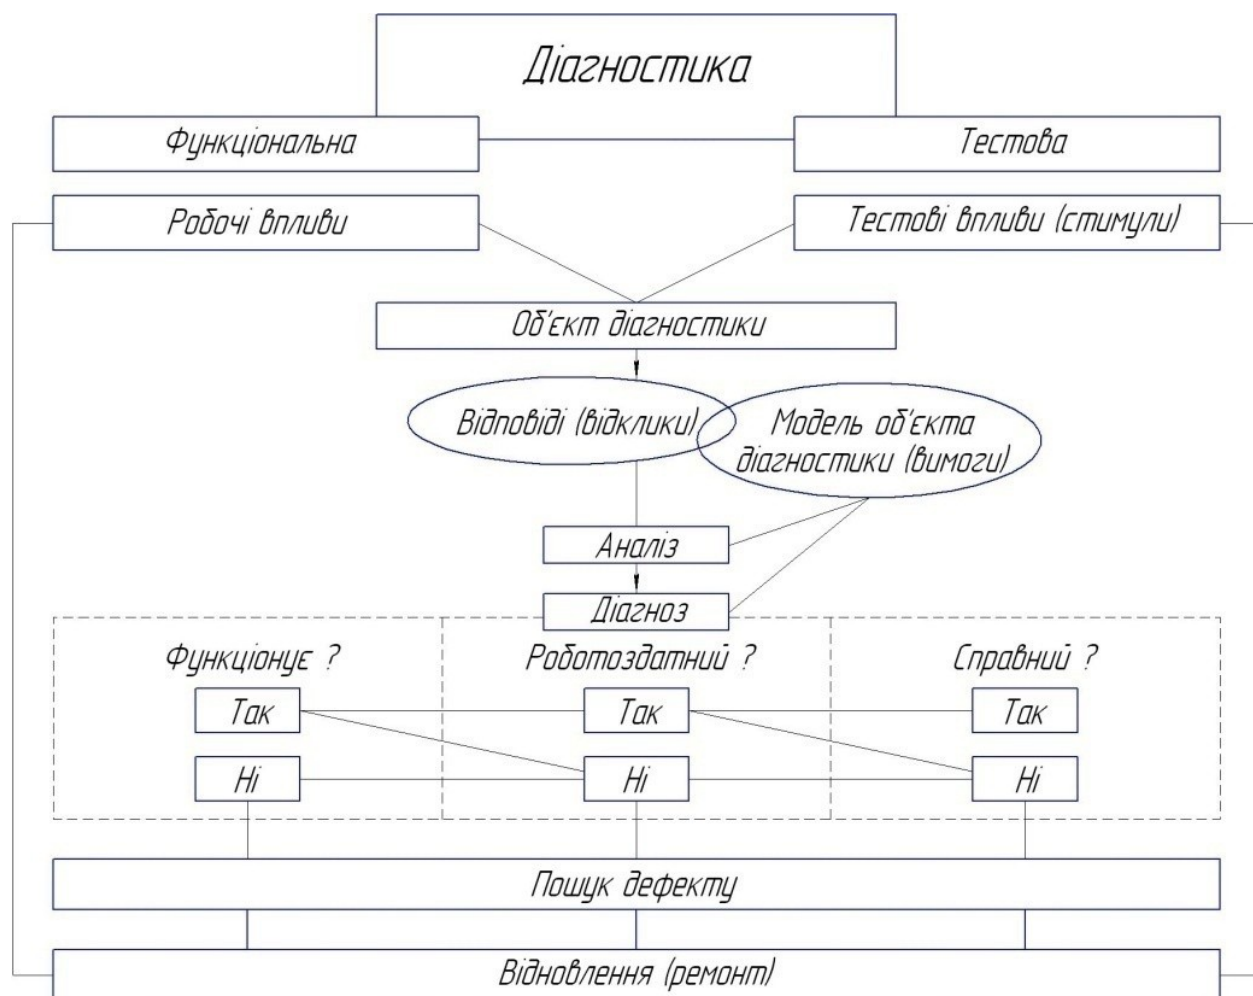 Діагностика
Функціональна
Тестова
Робочі впливи
Тестові впливи (стимули)
Об'єкт діагностики
Відповіді (відклики)
Модель об'єкта
діагностики (вимоги)
Аналіз
Діагноз
Функціонує ?
Роботоздатний ?
Справний ?
Так
Так
Так
Ні
Ні
Ні
Пошук дефекту
Відновлення (ремонт)